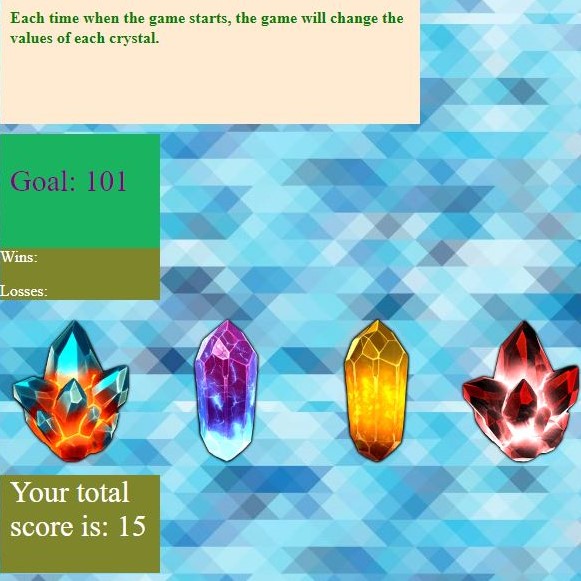 Each time when the game starts, the game will change the
values of each crystal.
Goal: 101
Wins:
Losses:
Your total
score is: 15